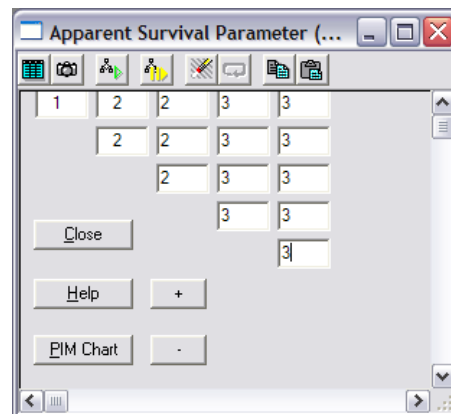 Apparent Survival Parameter (...
1 2 2 3 3
2 2 3 3
2 3 3
3 3
Close
3
Help +
PIM Chart -